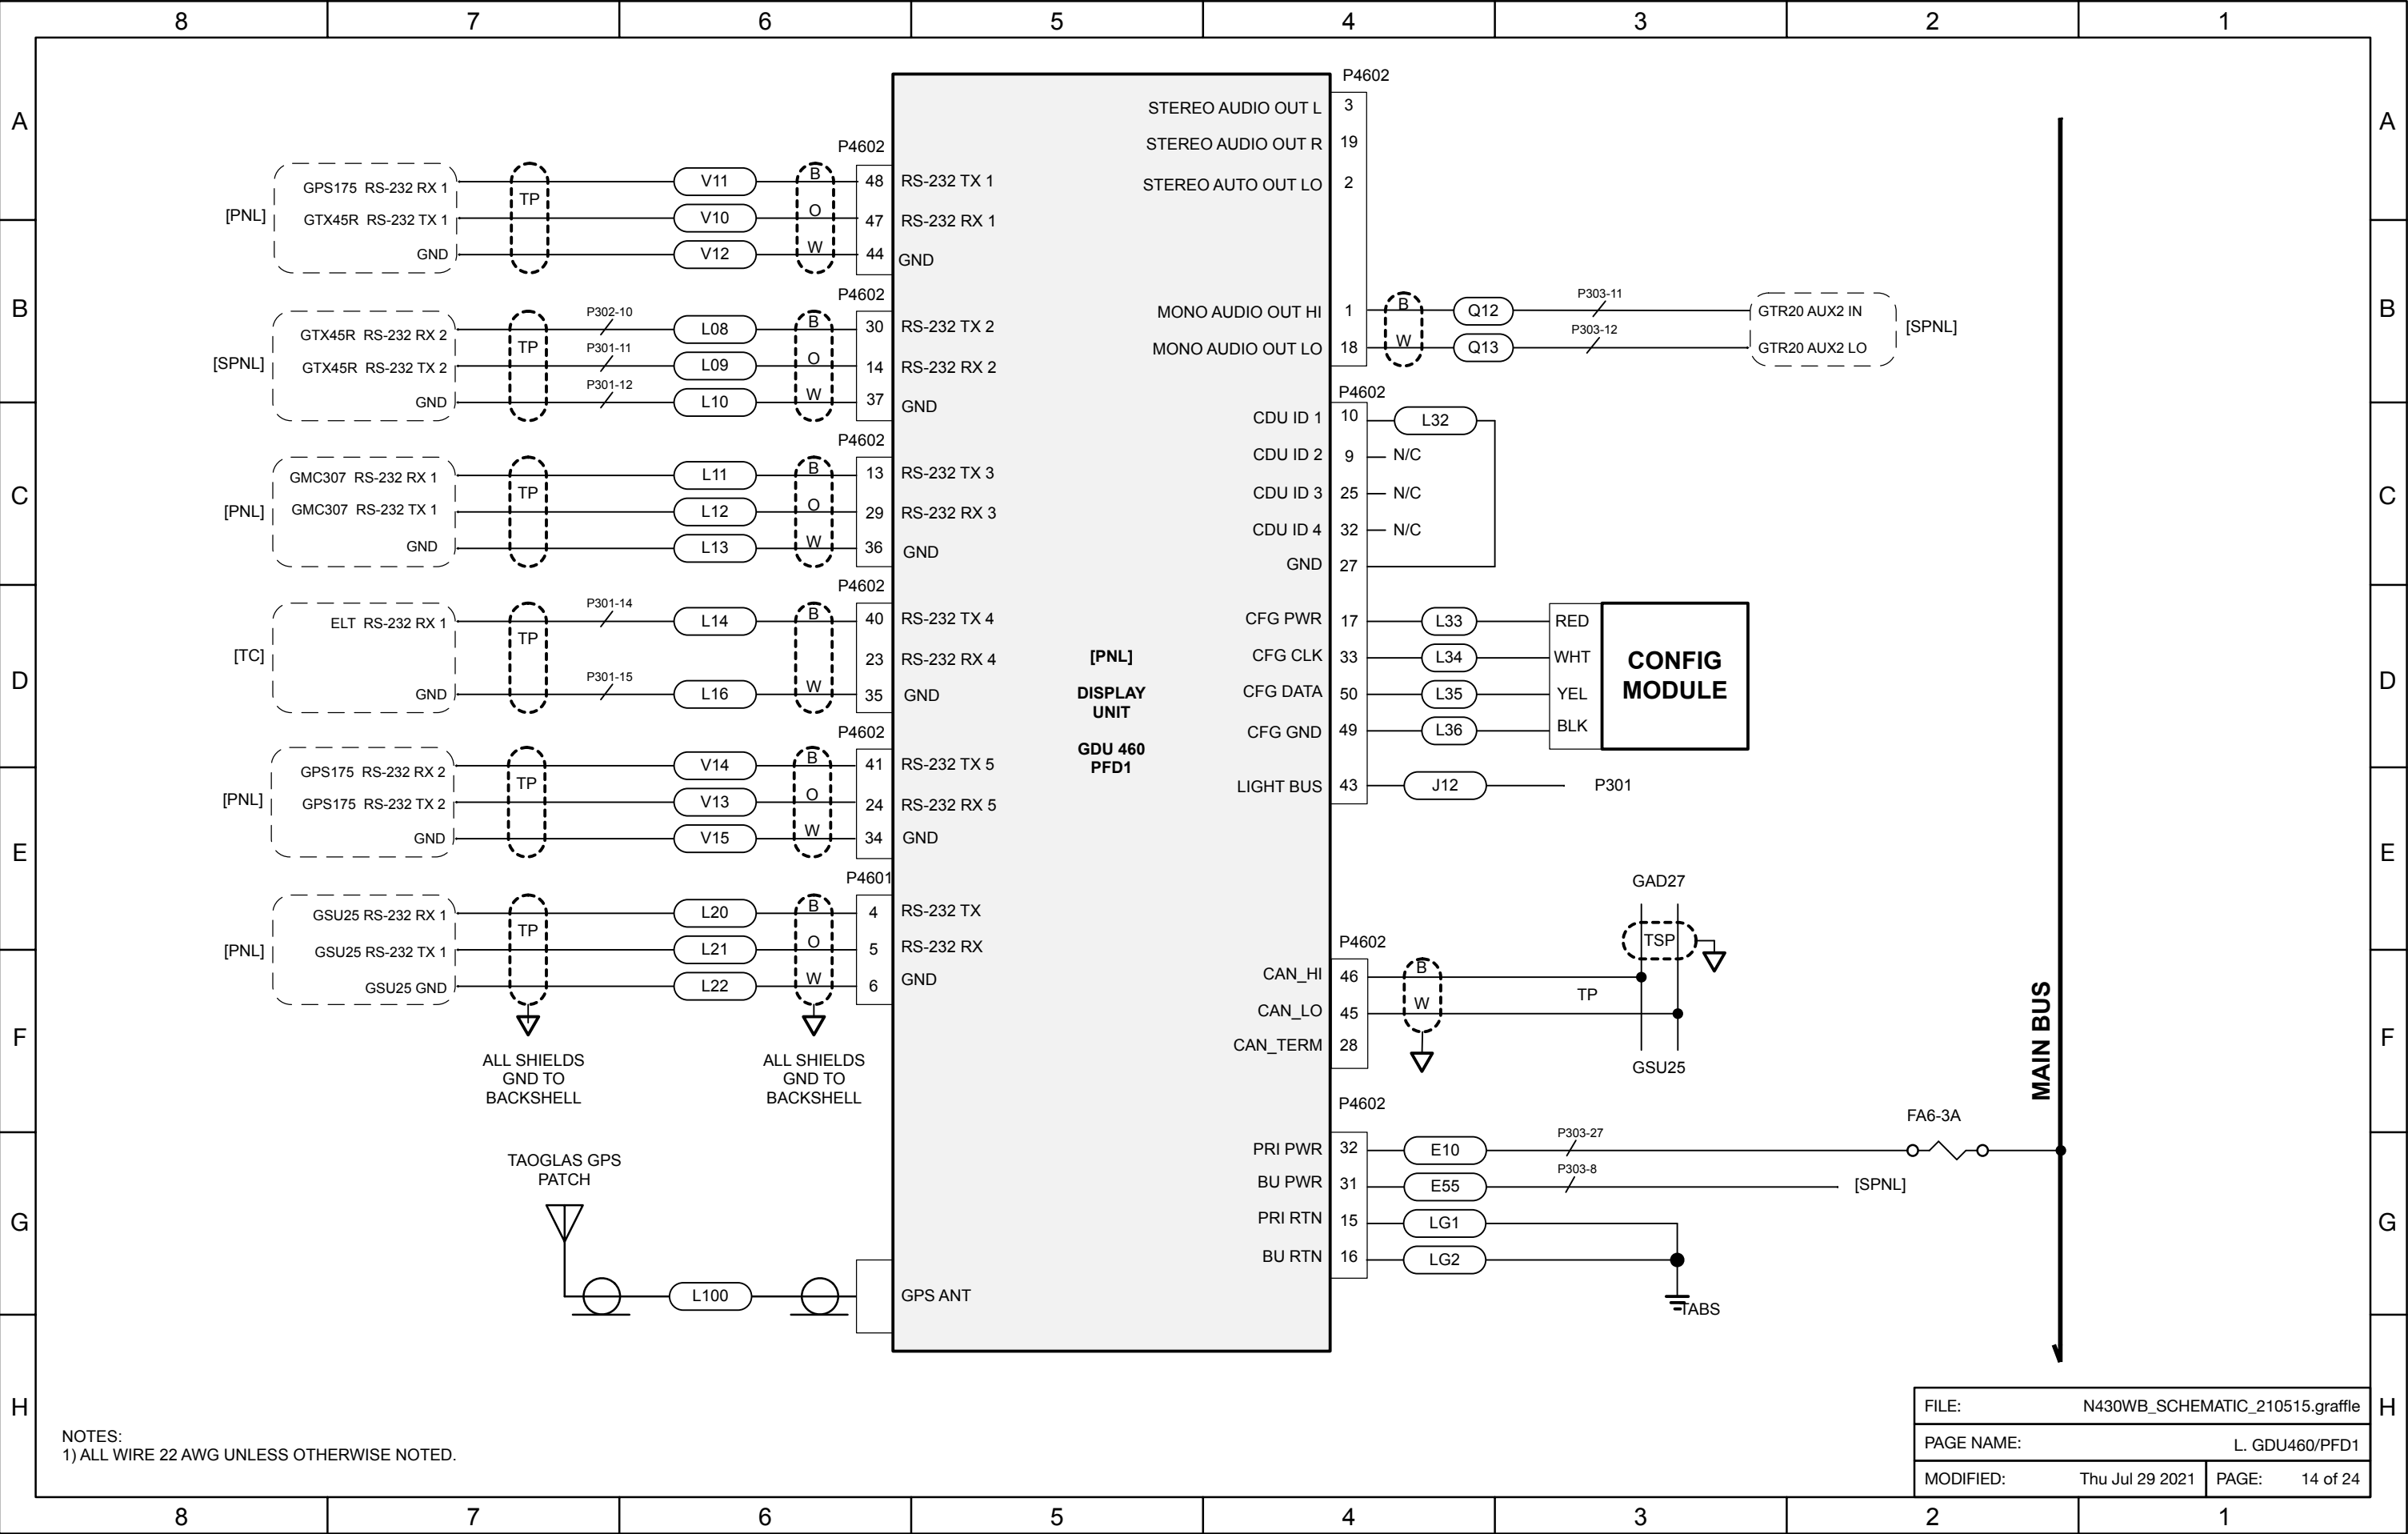 8 7 6 5 4 3 2 1
A
B
C
D
E
F
G
H
A
B
C
D
E
F
G
H
8 7 6 5 4 3 2 1
[PNL]
GPS175 RS-232 RX 1
GTX45R RS-232 TX 1
GND
TP
V11
V10
V12
B
O
W
P4602
48 RS-232 TX 1
47 RS-232 RX 1
44 GND
[SPNL]
GTX45R RS-232 RX 2
GTX45R RS-232 TX 2
GND
TP
P302-10
P301-11
P301-12
L08
L09
L10
B
O
W
P4602
30 RS-232 TX 2
14 RS-232 RX 2
37 GND
[PNL]
GMC307 RS-232 RX 1
GMC307 RS-232 TX 1
GND
TP
L11
L12
L13
B
O
W
P4602
13 RS-232 TX 3
29 RS-232 RX 3
36 GND
[TC]
ELT RS-232 RX 1
GND
TP
P301-14
P301-15
L14
L16
B
W
P4602
40 RS-232 TX 4
23 RS-232 RX 4
35 GND
[PNL]
GPS175 RS-232 RX 2
GPS175 RS-232 TX 2
GND
TP
V14
V13
V15
B
O
W
P4602
41 RS-232 TX 5
24 RS-232 RX 5
34 GND
[PNL]
GSU25 RS-232 RX 1
GSU25 RS-232 TX 1
GSU25 GND
TP
L20
L21
L22
B
O
W
P4601
4 RS-232 TX
5 RS-232 RX
6 GND
ALL SHIELDS
GND TO
BACKSHELL
ALL SHIELDS
GND TO
BACKSHELL
TAOGLAS GPS
PATCH
L100
GPS ANT
[PNL]
DISPLAY
UNIT
GDU 460
PFD1
P4602
STEREO AUDIO OUT L 3
STEREO AUDIO OUT R 19
STEREO AUTO OUT LO 2
MONO AUDIO OUT HI 1
MONO AUDIO OUT LO 18
B
W
Q12
Q13
P303-11
P303-12
GTR20 AUX2 IN
GTR20 AUX2 LO
[SPNL]
P4602
CDU ID 1 10 L32
CDU ID 2 9 N/C
CDU ID 3 25 N/C
CDU ID 4 32 N/C
GND 27
CFG PWR 17 L33 RED
CFG CLK 33 L34 WHT
CFG DATA 50 L35 YEL
CFG GND 49 L36 BLK
CONFIG
MODULE
LIGHT BUS 43 J12 P301
GAD27
TSP
P4602
CAN_HI 46
CAN_LO 45
CAN_TERM 28
B
W
TP
GSU25
P4602
PRI PWR 32 E10 P303-27
BU PWR 31 E55 P303-8 [SPNL]
PRI RTN 15 LG1
BU RTN 16 LG2
TABS
FA6-3A
MAIN BUS
NOTES:
1) ALL WIRE 22 AWG UNLESS OTHERWISE NOTED.
FILE: N430WB_SCHEMATIC_210515.graffle
PAGE NAME: L. GDU460/PFD1
MODIFIED: Thu Jul 29 2021 PAGE: 14 of 24